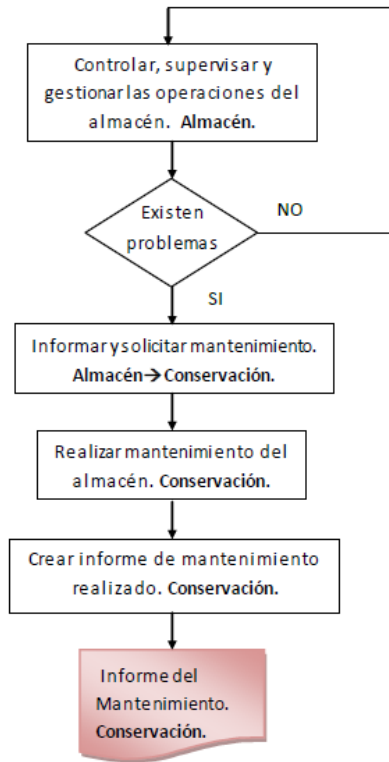 Controlar, supervisar y
gestionar las operaciones del
almacén. Almacén.
Existen
problemas
NO
SI
Informar y solicitar mantenimiento.
Almacén→Conservación.
Realizar mantenimiento del
almacén. Conservación.
Crear informe de mantenimiento
realizado. Conservación.
Informe del
Mantenimiento.
Conservación.